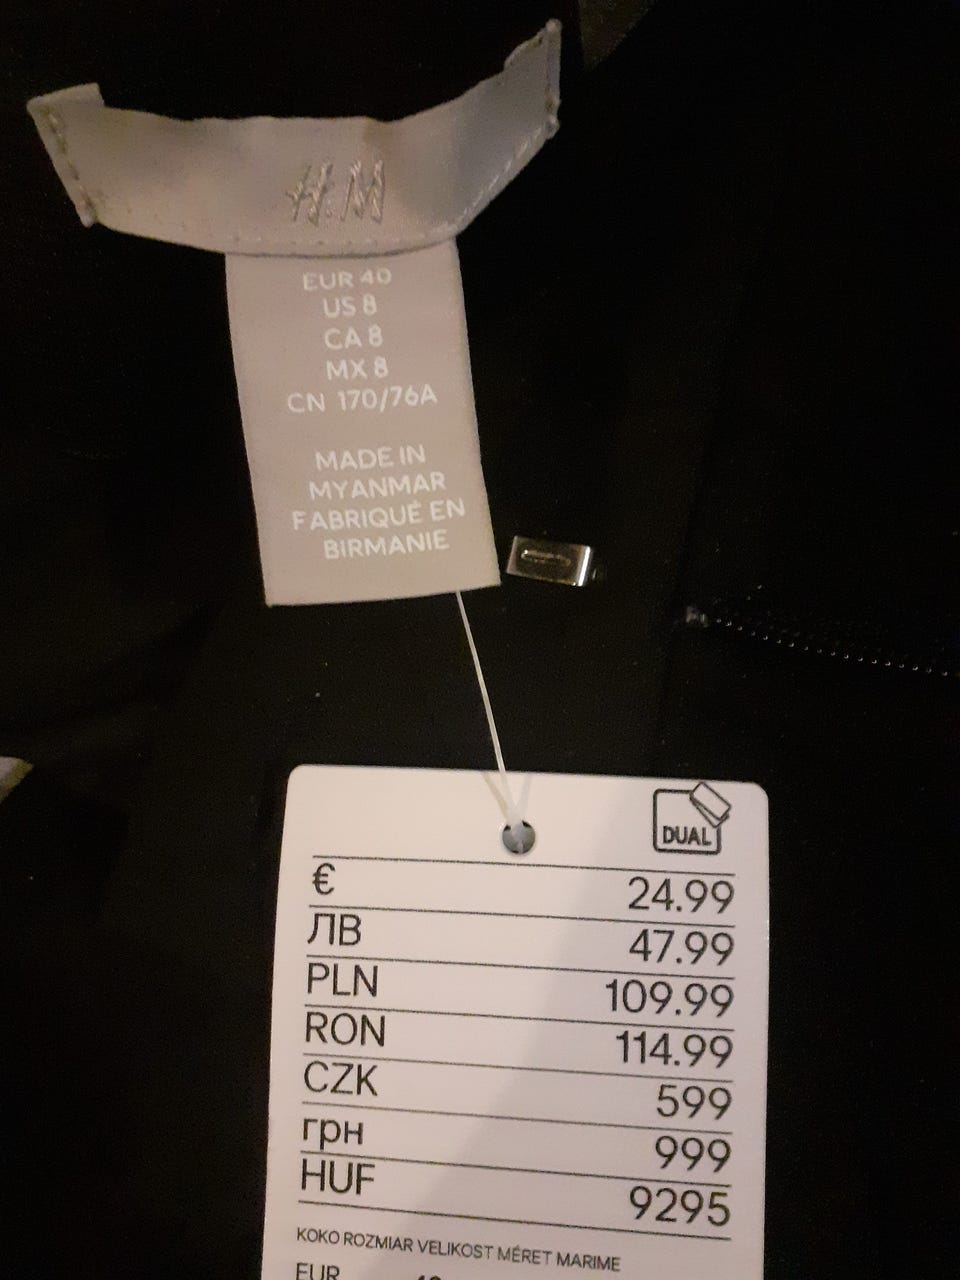 H&M
EUR 40
US 8
CA 8
MX 8
CN 170/76A
MADE IN
MYANMAR
FABRIQUÉ EN
BIRMANIE
DUAL
€ 24.99
ЛВ 47.99
PLN 109.99
RON 114.99
CZK 599
грн 999
HUF 9295
KOKO ROZMIAR VELIKOST MÉRET MARIME
EUR